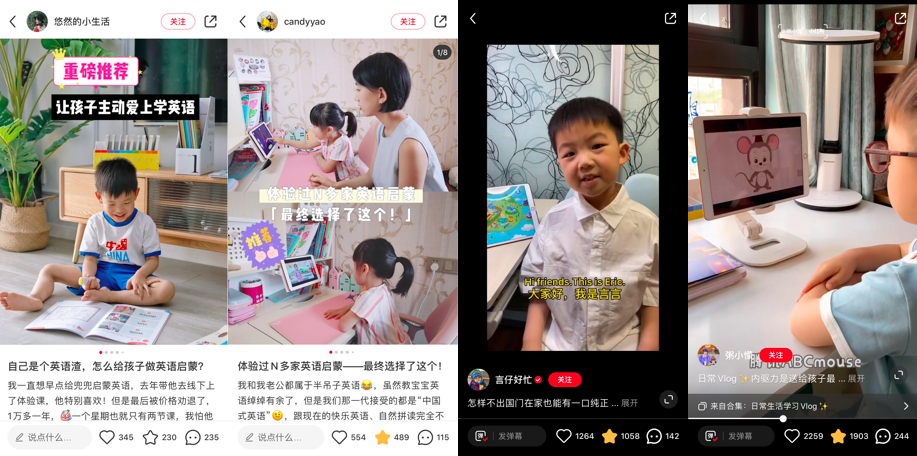 悠然的小生活
关注
重磅推荐
让孩子主动爱上学英语
中国
CHINA
自己是个英语渣，怎么给孩子做英语启蒙？
我一直想早点给兜兜启蒙英语，去年带他去线下上
了体验课，他特别喜欢！但是最后被价格劝退了，
1万多一年，一个星期也就只有两节课，我怕他
说点什么...
345
230
235
candyyao
关注
1/8
体验过N多家英语启蒙
「最终选择了这个！」
推荐
体验过N多家英语启蒙——最终选择了这个！
我和我老公都属于半吊子英语😂，虽然教宝宝英
语绰绰有余了，但是我们那一代接受的都是“中国
式英语”🙂，跟现在的快乐英语、自然拼读完全不
说点什么...
554
489
115
Hi friends. This is Eric.
大家好，我是言言
言仔好忙
关注
怎样不出国门在家也能有一口纯正 ... 展开
弹
发弹幕
1264
1058
142
粥小懒
关注
腾讯ABCmouse
日常Vlog✨内驱力是送给孩子最 ... 展开
来自合集：日常生活学习Vlog✨
弹
发弹幕
2259
1903
244